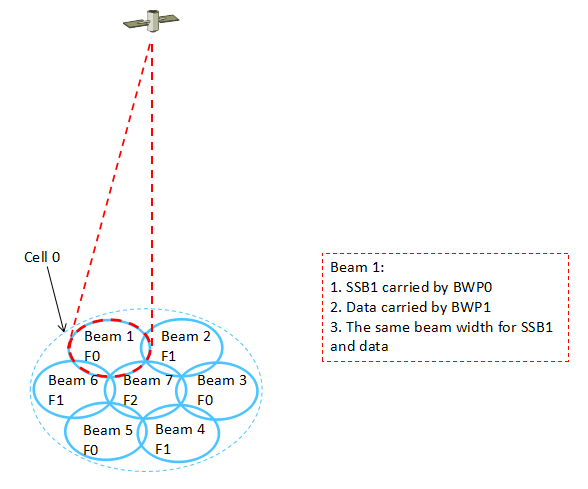 Cell 0
Beam 1:
1. SSB1 carried by BWP0
2. Data carried by BWP1
3. The same beam width for SSB1
and data
Beam 1
F0
Beam 2
F1
Beam 6
F1
Beam 7
F2
Beam 3
F0
Beam 5
F0
Beam 4
F1